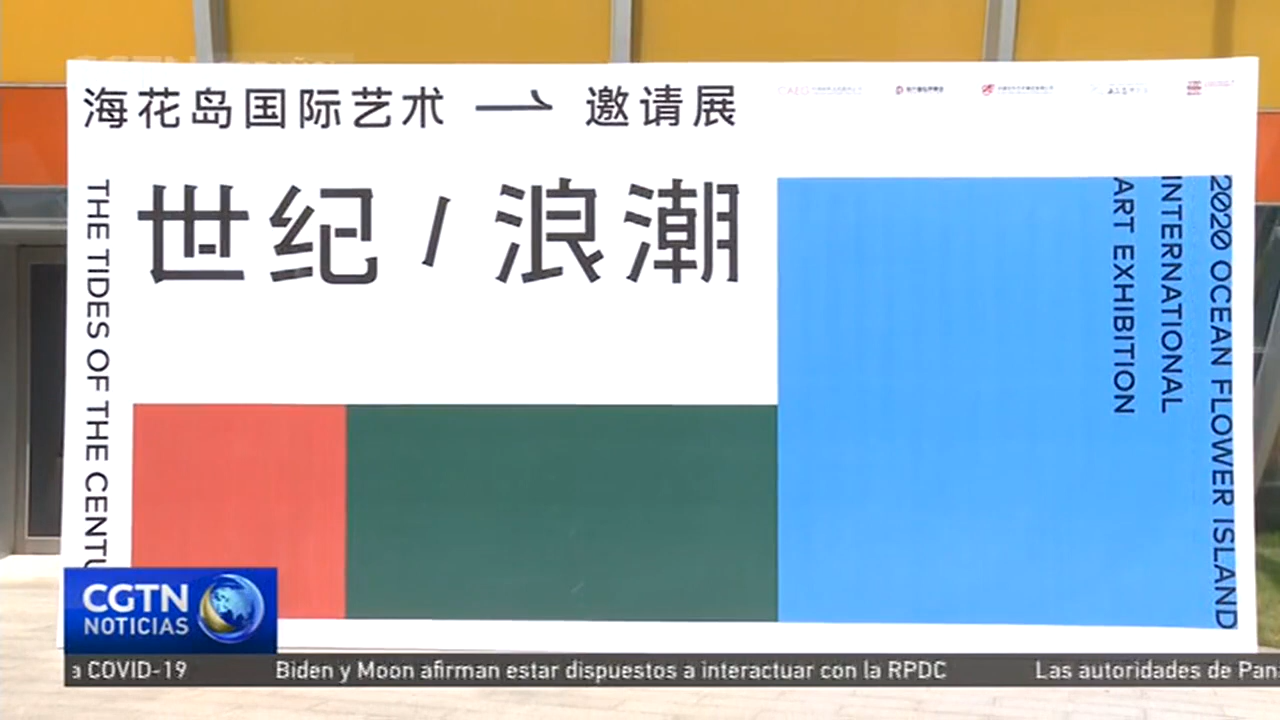 海花岛国际艺术 邀请展
世纪/浪潮
THE TIDES OF THE CENTU
2020 OCEAN FLOWER ISLAND
INTERNATIONAL
ART EXHIBITION
CGTN
NOTICIAS
a COVID-19 Biden y Moon afirman estar dispuestos a interactuar con la RPDC Las autoridades de Pan